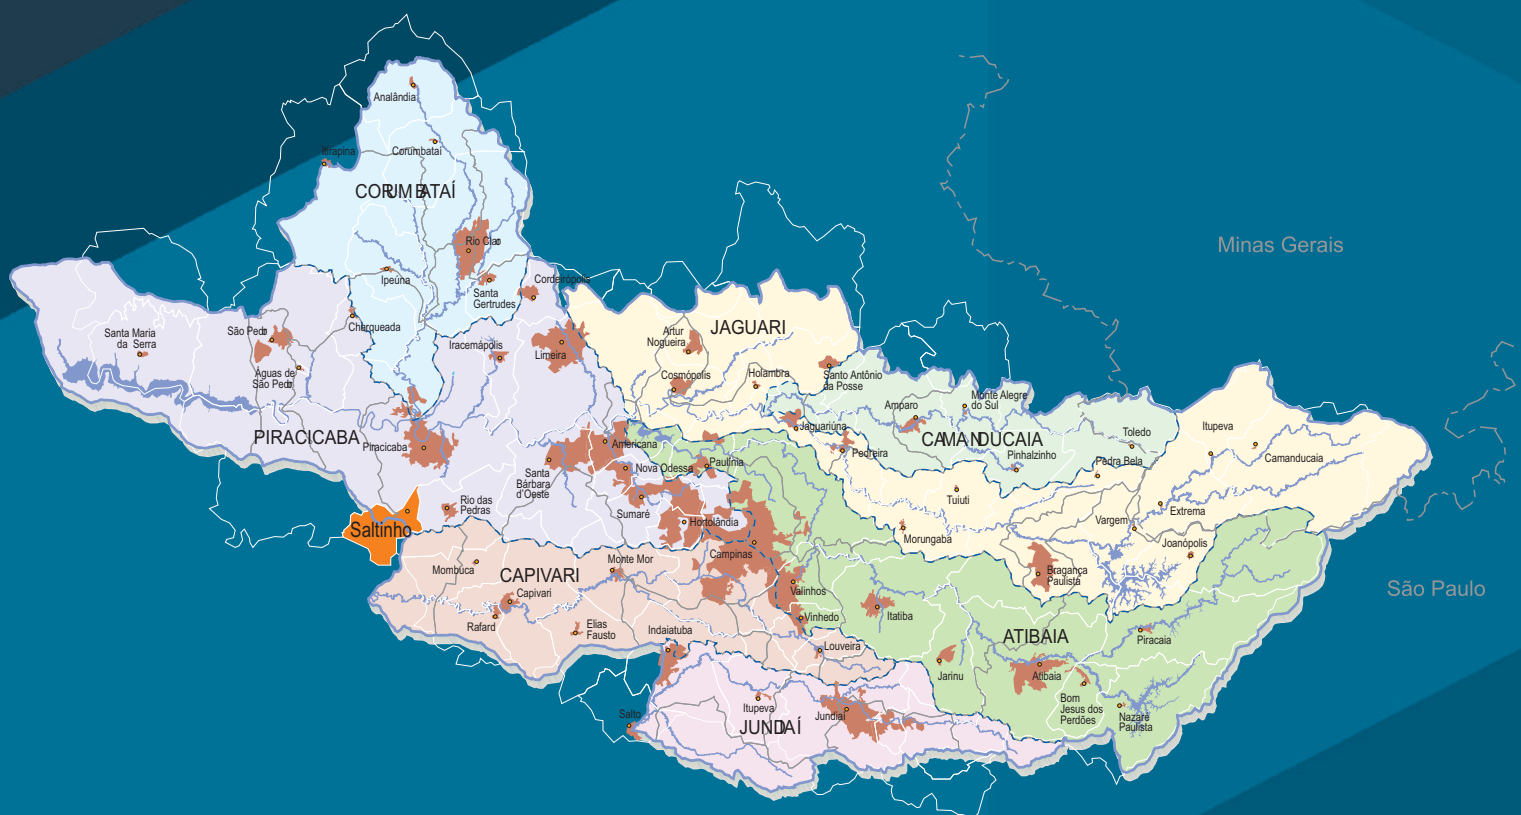 Analândia
Corumbataí
Itirapina
CORUMBATAÍ
Rio Claro
Ipeúna
Santa
Gertrudes
Cordeirópolis
Minas Gerais
Charqueada
Santa Maria
da Serra
São Pedro
Águas de
São Pedro
Iracemápolis
Limeira
JAGUARI
Artur
Nogueira
Cosmópolis
Holambra
Santo Antônio
da Posse
Amparo
Monte Alegre
do Sul
CAMANDUCAIA
Pinhalzinho
Toledo
Pedra Bela
Itupeva
Camanducaia
PIRACICABA
Piracicaba
Americana
Jaguariúna
Pedreira
Santa
Bárbara
d'Oeste
Nova Odessa
Paulínia
Tuiuti
Extrema
Vargem
Saltinho
Rio das
Pedras
Sumaré
Hortolândia
Morungaba
Joanópolis
Mombuca
CAPIVARI
Capivari
Rafard
Monte Mor
Campinas
Valinhos
Bragança
Paulista
São Paulo
Elias
Fausto
Indaiatuba
Vinhedo
Itatiba
Louveira
ATIBAIA
Piracaia
Jarinu
Atibaia
Bom
Jesus dos
Perdões
Nazaré
Paulista
Salto
Itupeva
Jundiaí
JUNDIAÍ